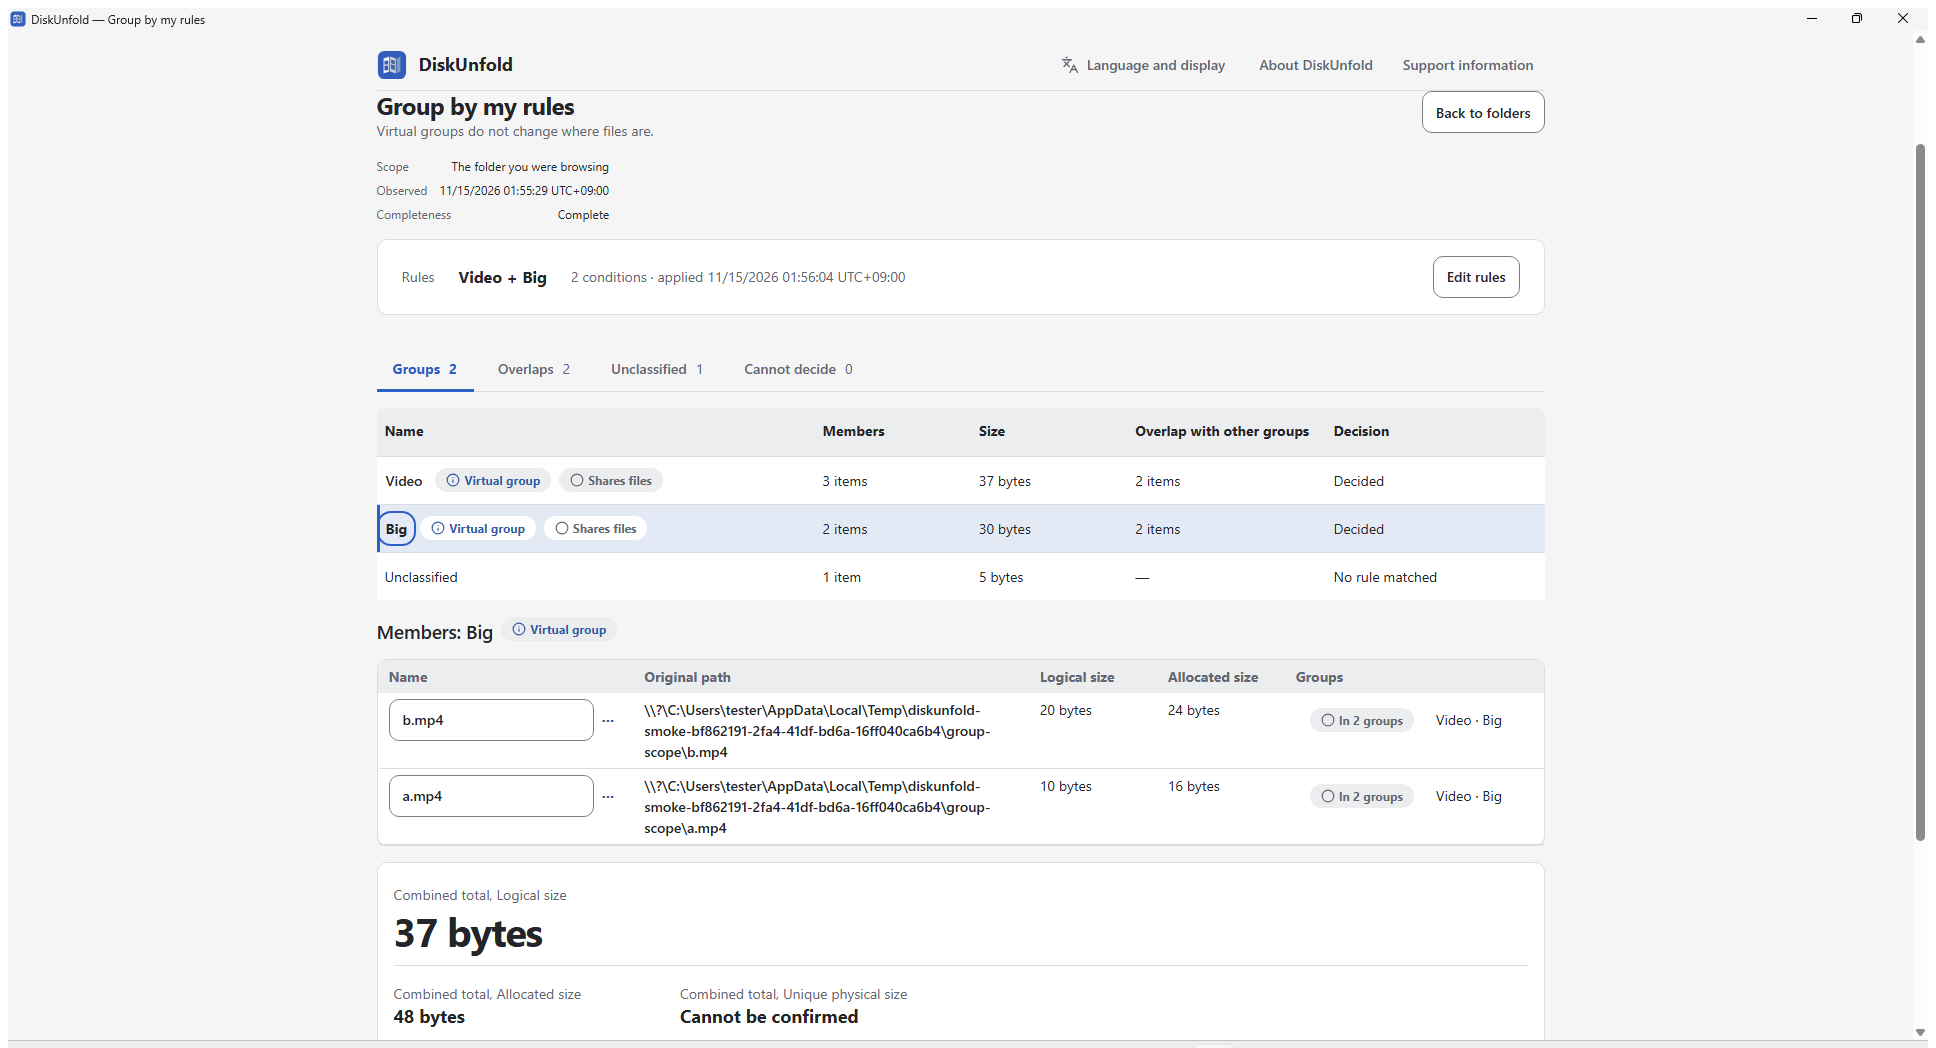 DiskUnfold — Group by my rules
DiskUnfold
Language and display
About DiskUnfold
Support information
Group by my rules
Back to folders
Virtual groups do not change where files are.
Scope The folder you were browsing
Observed 11/15/2026 01:55:29 UTC+09:00
Completeness Complete
Rules Video + Big 2 conditions · applied 11/15/2026 01:56:04 UTC+09:00 Edit rules
Groups 2 Overlaps 2 Unclassified 1 Cannot decide 0
Name Members Size Overlap with other groups Decision
Video Virtual group Shares files 3 items 37 bytes 2 items Decided
Big Virtual group Shares files 2 items 30 bytes 2 items Decided
Unclassified 1 item 5 bytes — No rule matched
Members: Big Virtual group
Name Original path Logical size Allocated size Groups
b.mp4 ··· \\?\C:\Users\tester\AppData\Local\Temp\diskunfold-
smoke-bf862191-2fa4-41df-bd6a-16ff040ca6b4\group-
scope\b.mp4
20 bytes 24 bytes In 2 groups Video · Big
a.mp4 ··· \\?\C:\Users\tester\AppData\Local\Temp\diskunfold-
smoke-bf862191-2fa4-41df-bd6a-16ff040ca6b4\group-
scope\a.mp4
10 bytes 16 bytes In 2 groups Video · Big
Combined total, Logical size
37 bytes
Combined total, Allocated size
48 bytes
Combined total, Unique physical size
Cannot be confirmed